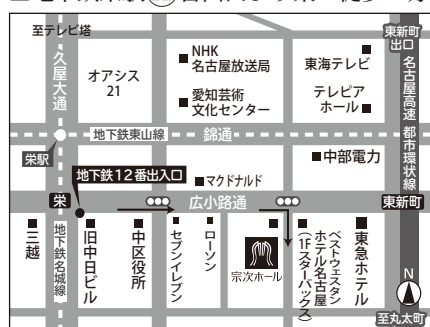 至テレビ塔
東新町
出口
久屋大通
オアシス
21
NHK
名古屋放送局
愛知芸術
文化センター
東海テレビ
テレピア
ホール
名古屋高速
都市環状線
地下鉄東山線
錦通
栄駅
中部電力
地下鉄12番出入口
マクドナルド
栄
広小路通
東新町
三越
地下鉄名城線
旧中日ビル
中区役所
セブンイレブン
ローソン
宗次ホール
ベストウェスタン
ホテル名古屋
(1Fスターバックス)
東急ホテル
N
至丸太町